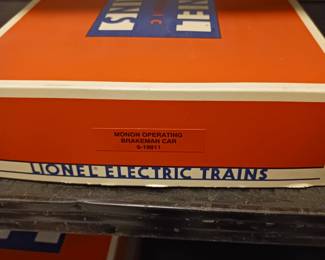 MONON OPERATING
BRAKEMAN CAR
6-19811
LIONEL ELECTRIC TRAINS